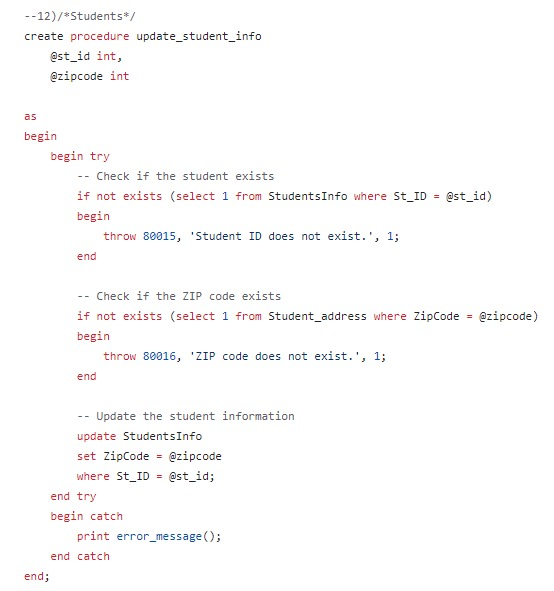 --12)/*Students*/
create procedure update_student_info
    @st_id int,
    @zipcode int

as
begin
    begin try
        -- Check if the student exists
        if not exists (select 1 from StudentsInfo where St_ID = @st_id)
        begin
            throw 80015, 'Student ID does not exist.', 1;
        end

        -- Check if the ZIP code exists
        if not exists (select 1 from Student_address where ZipCode = @zipcode)
        begin
            throw 80016, 'ZIP code does not exist.', 1;
        end

        -- Update the student information
        update StudentsInfo
        set ZipCode = @zipcode
        where St_ID = @st_id;
    end try
    begin catch
        print error_message();
    end catch
end;